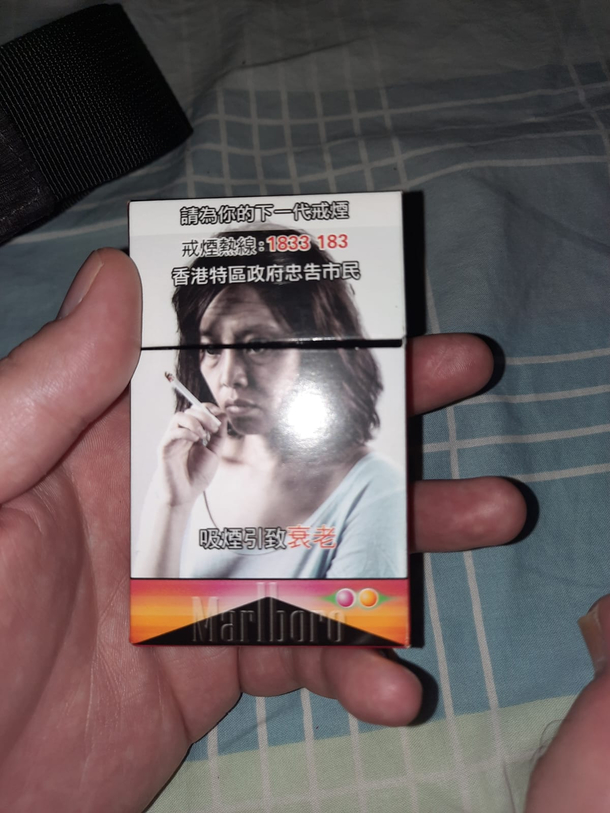 請為你的下一代戒煙
戒煙熱線:1833 183
香港特區政府忠告市民
吸煙引致衰老
Marlboro